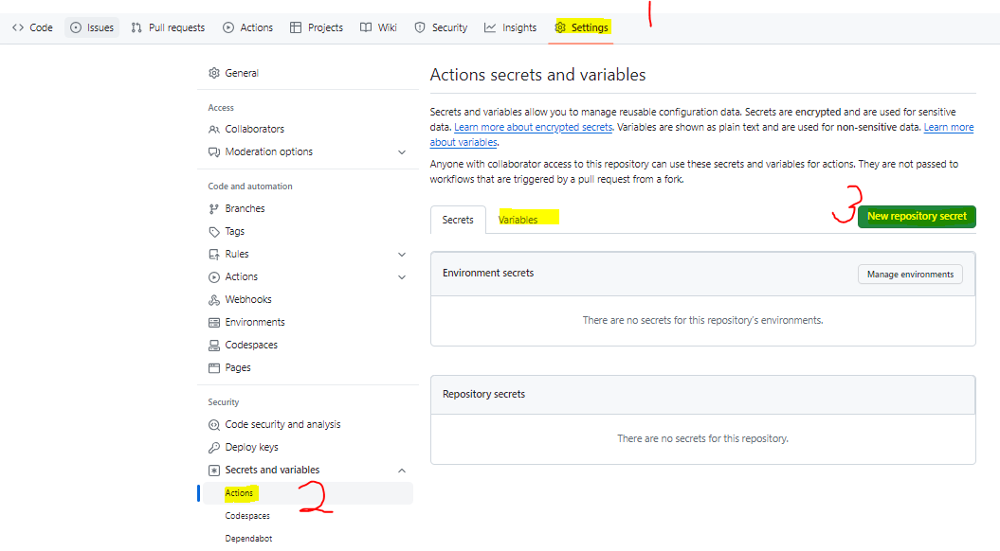 1
Code Issues Pull requests Actions Projects Wiki Security Insights Settings
General
Access
Collaborators
Moderation options
Code and automation
Branches
Tags
Rules
Actions
Webhooks
Environments
Codespaces
Pages
Security
Code security and analysis
Deploy keys
Secrets and variables
Actions
2
Codespaces
Dependabot
Actions secrets and variables
Secrets and variables allow you to manage reusable configuration data. Secrets are encrypted and are used for sensitive
data. Learn more about encrypted secrets. Variables are shown as plain text and are used for non-sensitive data. Learn more
about variables.
Anyone with collaborator access to this repository can use these secrets and variables for actions. They are not passed to
workflows that are triggered by a pull request from a fork.
Secrets Variables 3 New repository secret
Environment secrets Manage environments
There are no secrets for this repository's environments.
Repository secrets
There are no secrets for this repository.